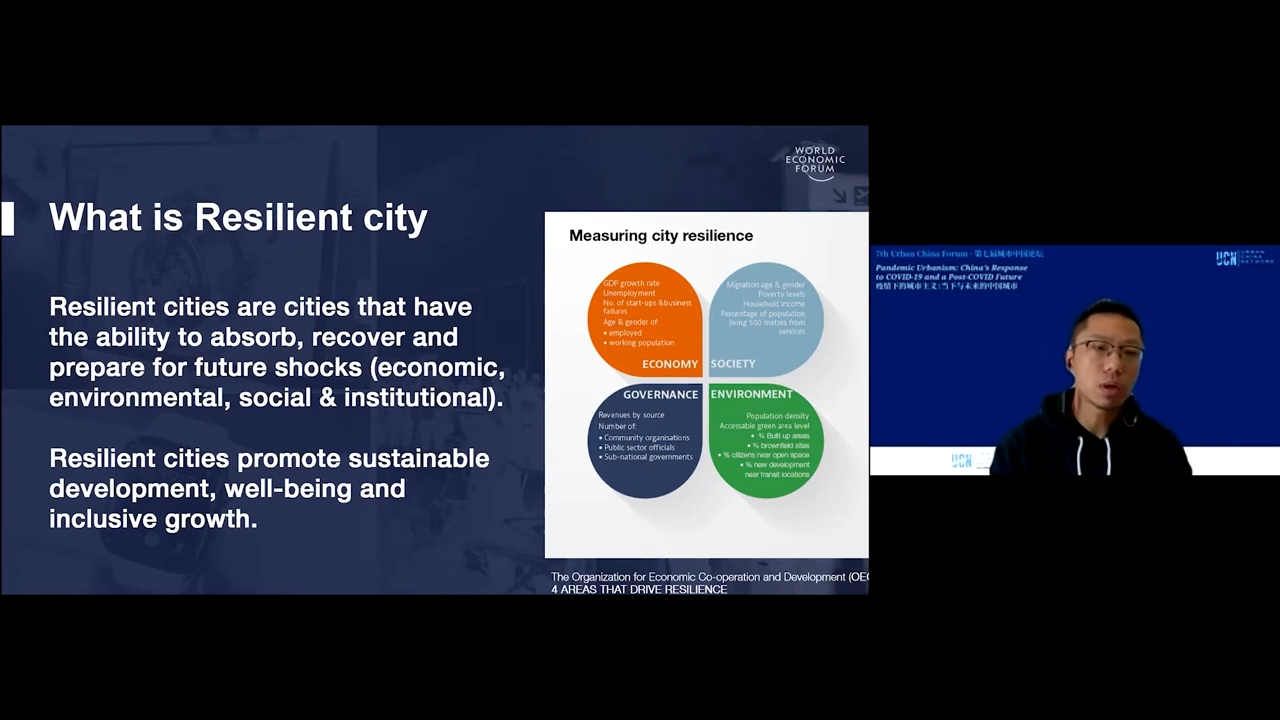 WORLD
ECONOMIC
FORUM
What is Resilient city
Resilient cities are cities that have
the ability to absorb, recover and
prepare for future shocks (economic,
environmental, social & institutional).
Resilient cities promote sustainable
development, well-being and
inclusive growth.
Measuring city resilience
GDP growth rate
Unemployment
No. of start-ups &business
failures
Age & gender of:
• employed
• working population
ECONOMY
Migration age & gender
Poverty levels
Household income
Percentage of population
living 500 metres from
services
SOCIETY
GOVERNANCE
Revenues by source
Number of:
• Community organisations
• Public sector officials
• Sub-national governments
ENVIRONMENT
Population density
Accessable green area level
• % Built up areas
• % brownfield sites
• % citizens near open space
• % new development
near transit locations
The Organization for Economic Co-operation and Development (OEC
4 AREAS THAT DRIVE RESILIENCE
7th Urban China Forum · 第七届城市中国论坛
Pandemic Urbanism: China's Response
to COVID-19 and a Post-COVID Future
疫情下的城市主义：当下与未来的中国城市
UCN URBAN
CHINA
NETWORK
UCN